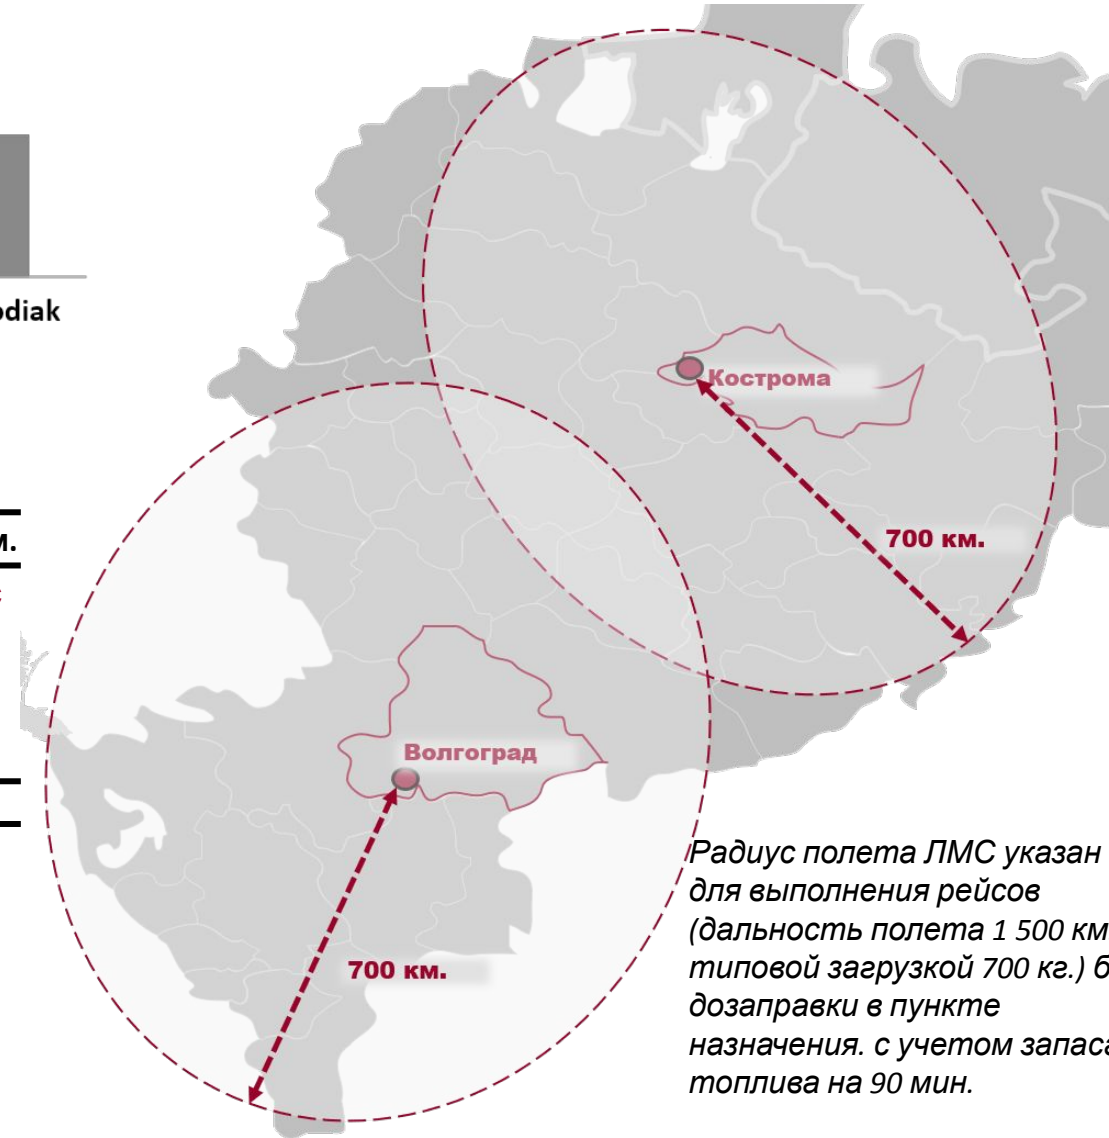 odiak
м.
Кострома
700 км.
Волгоград
700 км.
Радиус полета ЛМС указан
для выполнения рейсов
(дальность полета 1 500 км
типовой загрузкой 700 кг.) б
дозаправки в пункте
назначения. с учетом запаса
топлива на 90 мин.